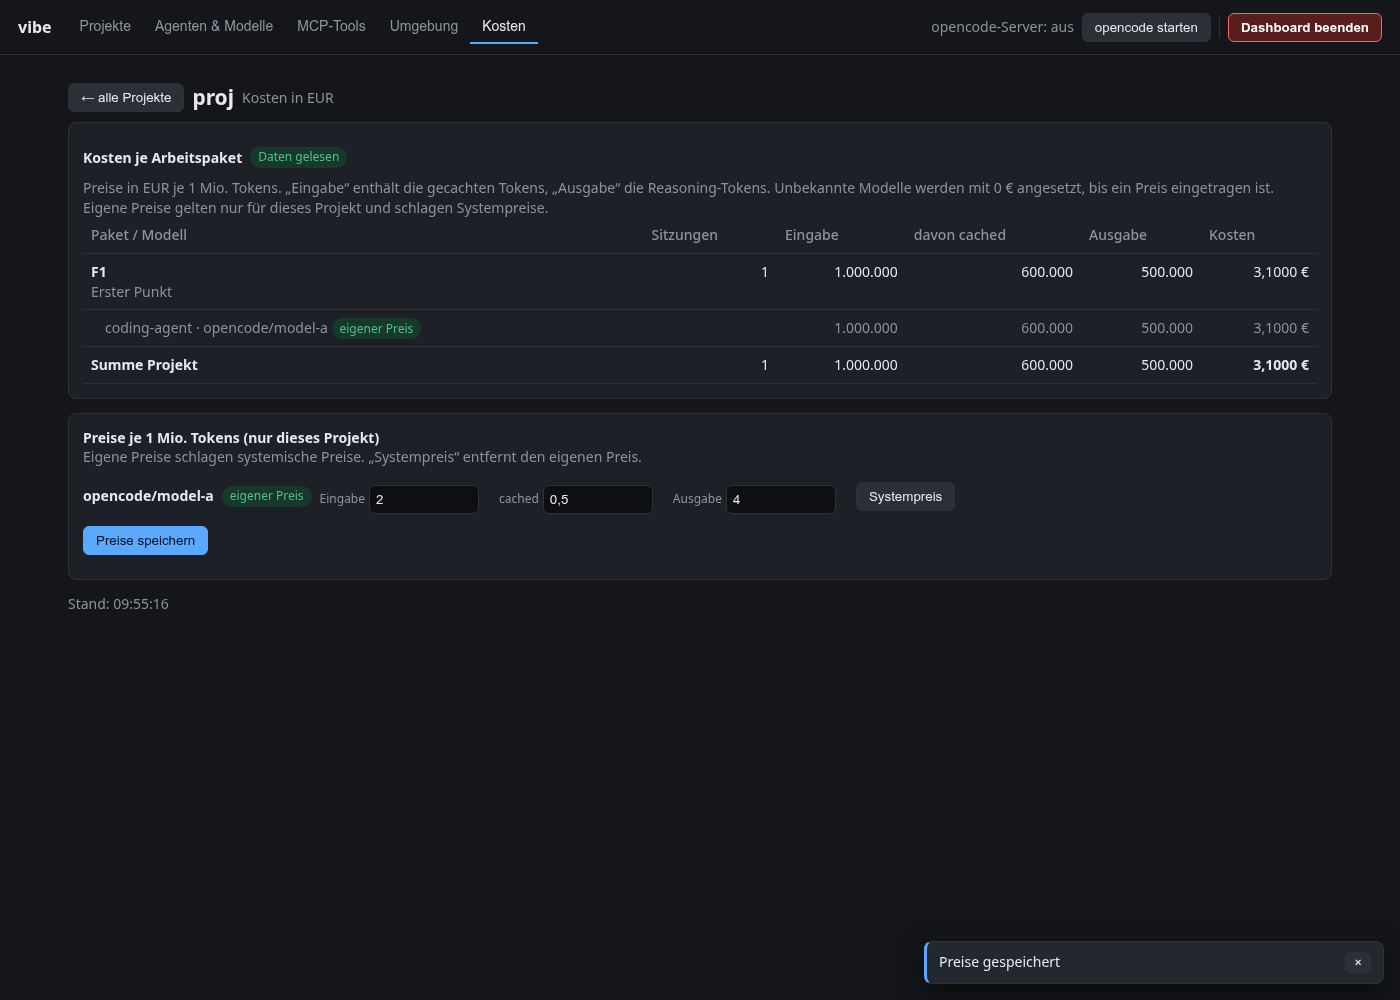 vibe Projekte Agenten & Modelle MCP-Tools Umgebung Kosten opencode-Server: aus opencode starten Dashboard beenden
← alle Projekte proj Kosten in EUR
Kosten je Arbeitspaket Daten gelesen
Preise in EUR je 1 Mio. Tokens. „Eingabe“ enthält die gecachten Tokens, „Ausgabe“ die Reasoning-Tokens. Unbekannte Modelle werden mit 0 € angesetzt, bis ein Preis eingetragen ist.
Eigene Preise gelten nur für dieses Projekt und schlagen Systempreise.
Paket / Modell Sitzungen Eingabe davon cached Ausgabe Kosten
F1 1 1.000.000 600.000 500.000 3,1000 €
Erster Punkt
coding-agent · opencode/model-a eigener Preis 1.000.000 600.000 500.000 3,1000 €
Summe Projekt 1 1.000.000 600.000 500.000 3,1000 €
Preise je 1 Mio. Tokens (nur dieses Projekt)
Eigene Preise schlagen systemische Preise. „Systempreis“ entfernt den eigenen Preis.
opencode/model-a eigener Preis Eingabe 2 cached 0,5 Ausgabe 4 Systempreis
Preise speichern
Stand: 09:55:16
Preise gespeichert ×